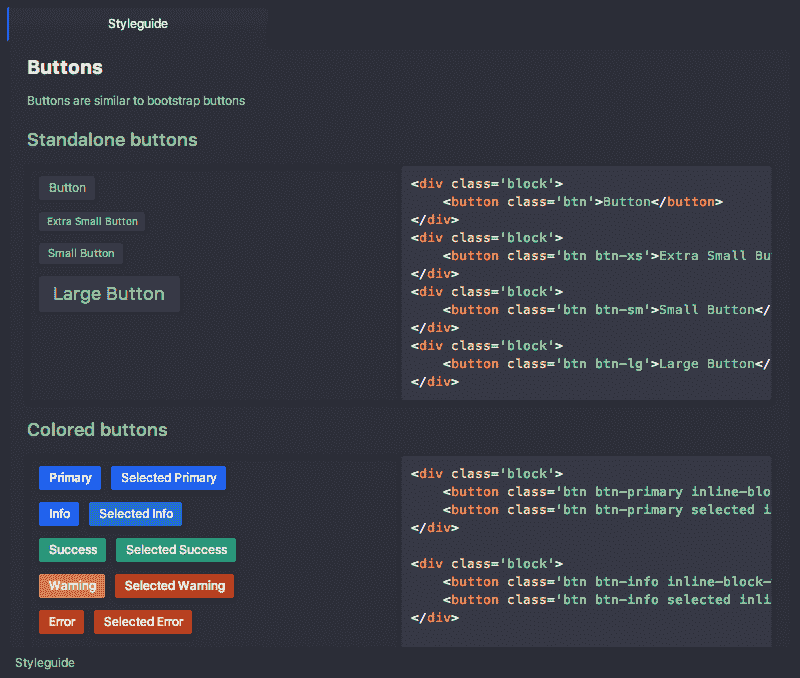 Styleguide
Buttons
Buttons are similar to bootstrap buttons
Standalone buttons
Button
Extra Small Button
Small Button
Large Button
<div class='block'>
    <button class='btn'>Button</button>
</div>
<div class='block'>
    <button class='btn btn-xs'>Extra Small Bu
</div>
<div class='block'>
    <button class='btn btn-sm'>Small Button</
</div>
<div class='block'>
    <button class='btn btn-lg'>Large Button</
</div>
Colored buttons
Primary Selected Primary
Info Selected Info
Success Selected Success
Warning Selected Warning
Error Selected Error
<div class='block'>
    <button class='btn btn-primary inline-blo
    <button class='btn btn-primary selected i
</div>
<div class='block'>
    <button class='btn btn-info inline-block-
    <button class='btn btn-info selected inli
</div>
Styleguide